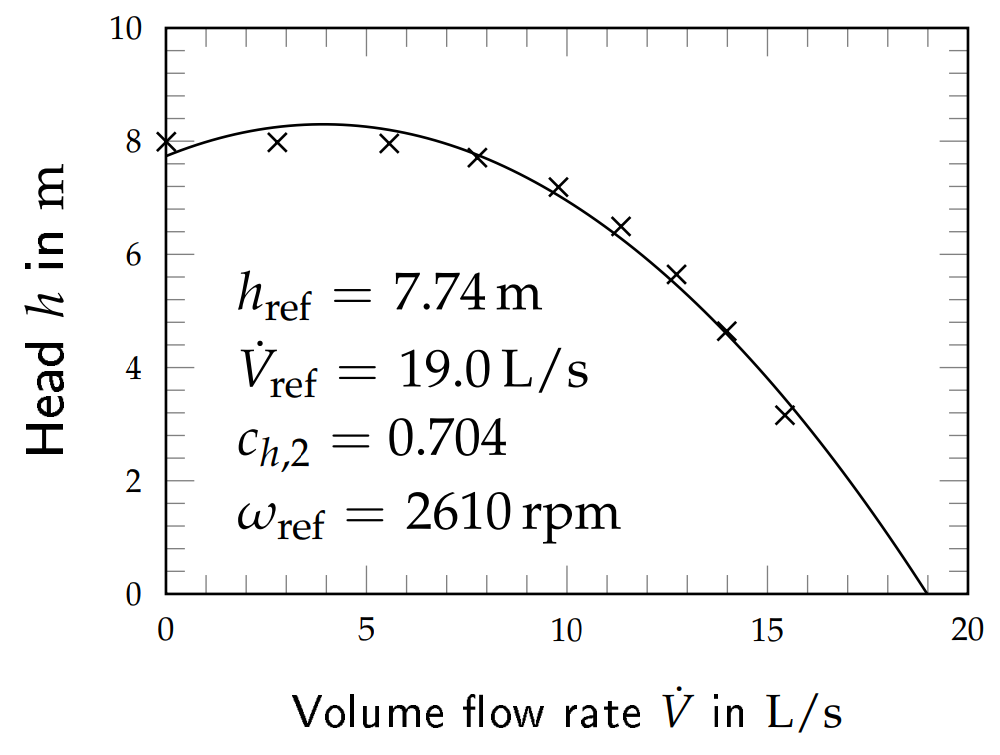 10
8
6
4
2
0
Head h in m
h_ref = 7.74 m
V̇_ref = 19.0 L/s
c_h,2 = 0.704
ω_ref = 2610 rpm
0 5 10 15 20
Volume flow rate V̇ in L/s